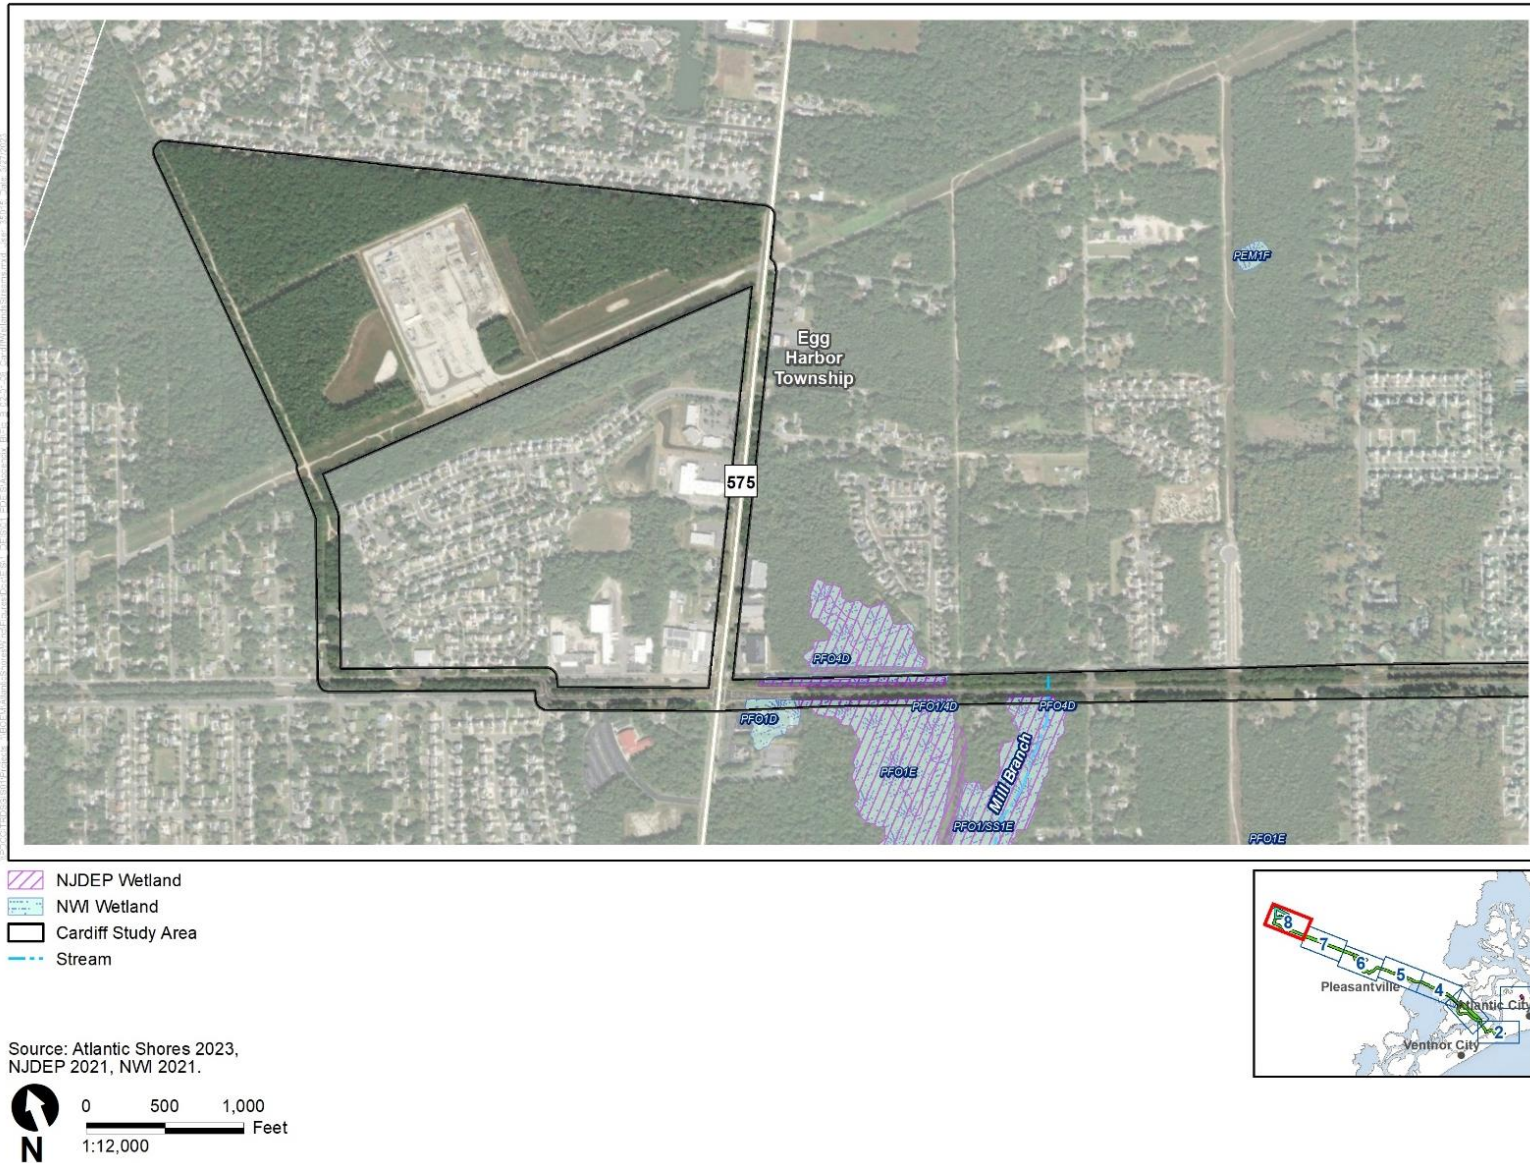 Egg
Harbor
Township
575
PEM1F
PFO4D
PFO1D
PFO1/4D
PFO4D
PFO1E
Mill Branch
PFO1/SS1E
PFO1E
NJDEP Wetland
NWI Wetland
Cardiff Study Area
Stream
8
7
6
5
4
2
Pleasantville
Atlantic City
Ventnor City
Source: Atlantic Shores 2023,
NJDEP 2021, NWI 2021.
0 500 1,000
Feet
1:12,000
N